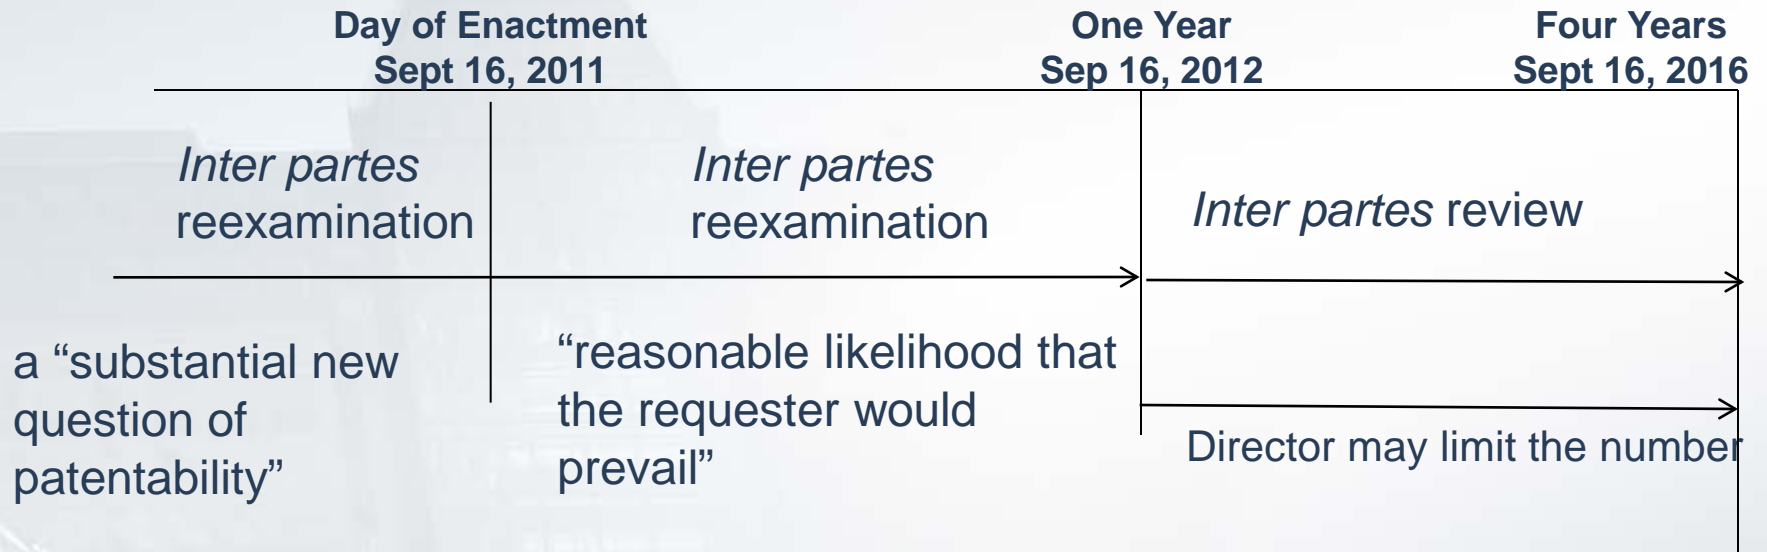 Day of Enactment
Sept 16, 2011
One Year
Sep 16, 2012
Four Years
Sept 16, 2016
Inter partes
reexamination
Inter partes
reexamination
Inter partes review
a “substantial new
question of
patentability”
“reasonable likelihood that
the requester would
prevail”
Director may limit the number